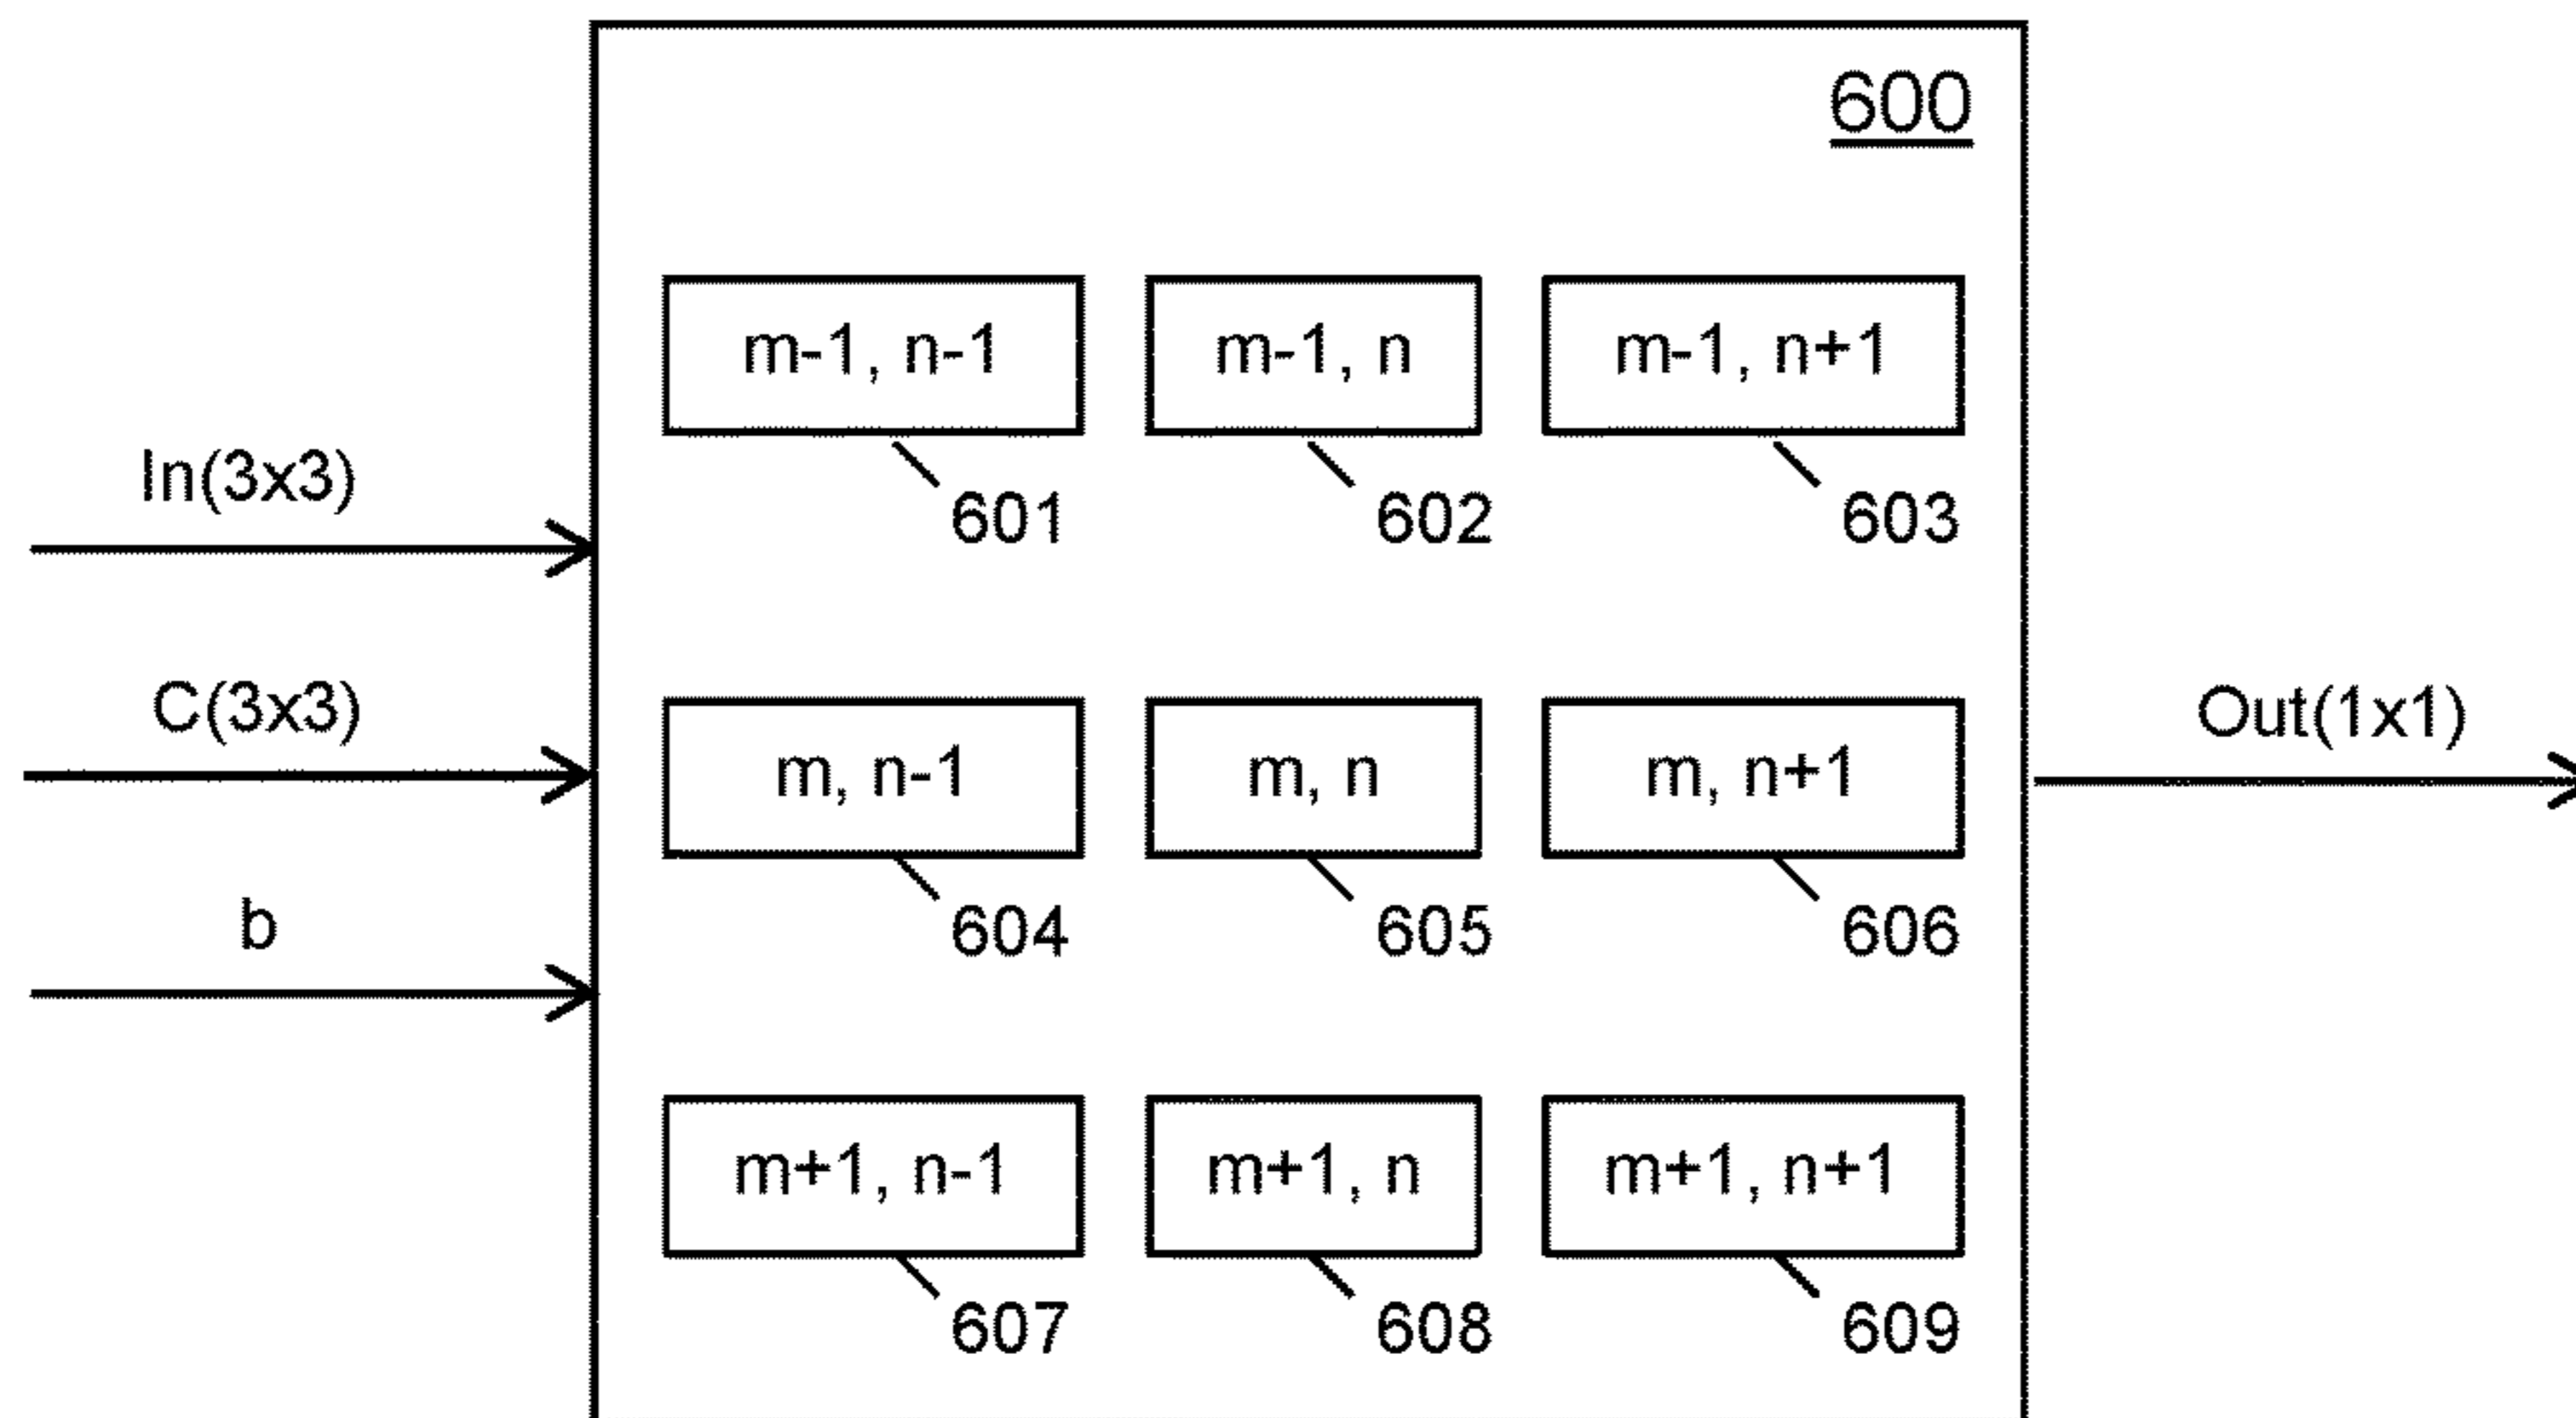 600
m-1, n-1
m-1, n
m-1, n+1
In(3x3)
601
602
603
C(3x3)
m, n-1
m, n
m, n+1
Out(1x1)
b
604
605
606
m+1, n-1
m+1, n
m+1, n+1
607
608
609